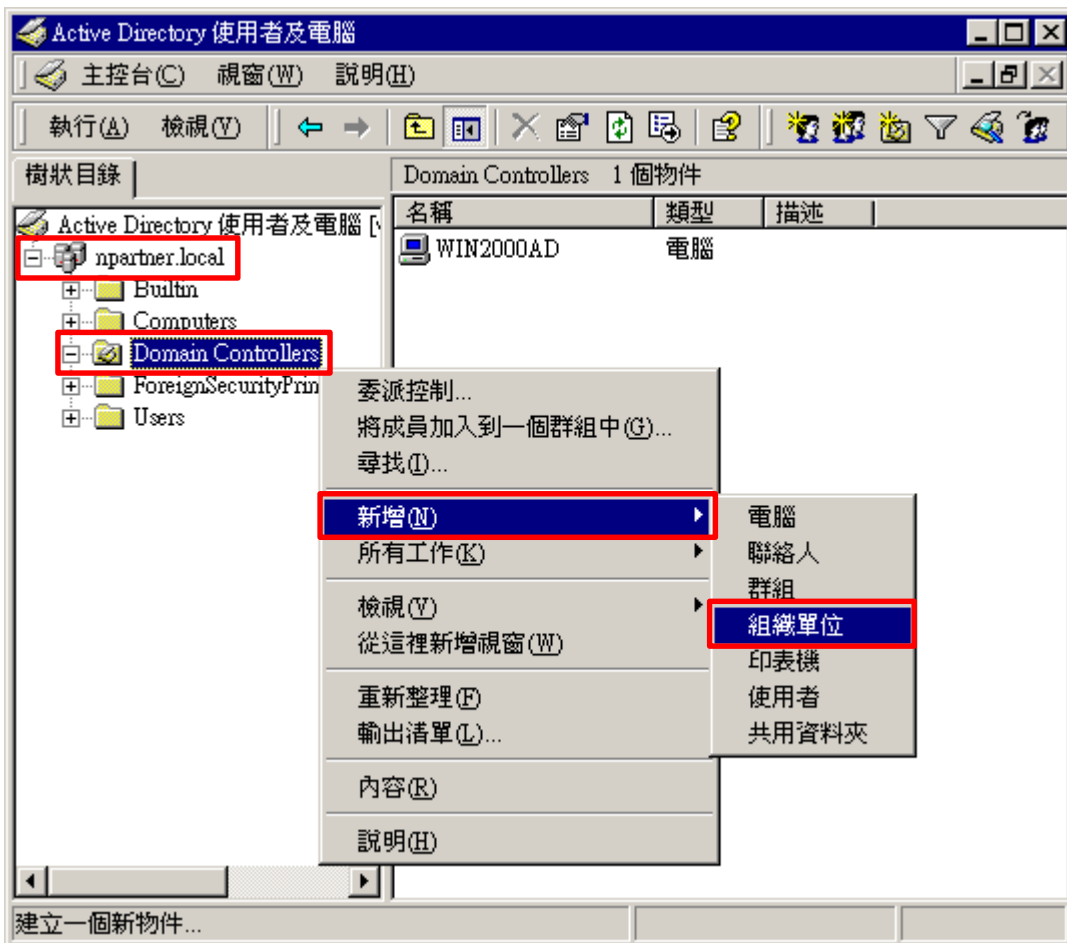 Active Directory 使用者及電腦
主控台(C) 視窗(W) 說明(H)
執行(A) 檢視(V)
樹狀目錄
Domain Controllers 1 個物件
名稱 類型 描述
Active Directory 使用者及電腦 [
WIN2000AD 電腦
npartner.local
Builtin
Computers
Domain Controllers
ForeignSecurityPrin
Users
委派控制...
將成員加入到一個群組中(G)...
尋找(I)...
新增(N)
所有工作(K)
檢視(V)
從這裡新增視窗(W)
重新整理(F)
輸出清單(L)...
內容(R)
說明(H)
電腦
聯絡人
群組
組織單位
印表機
使用者
共用資料夾
建立一個新物件...